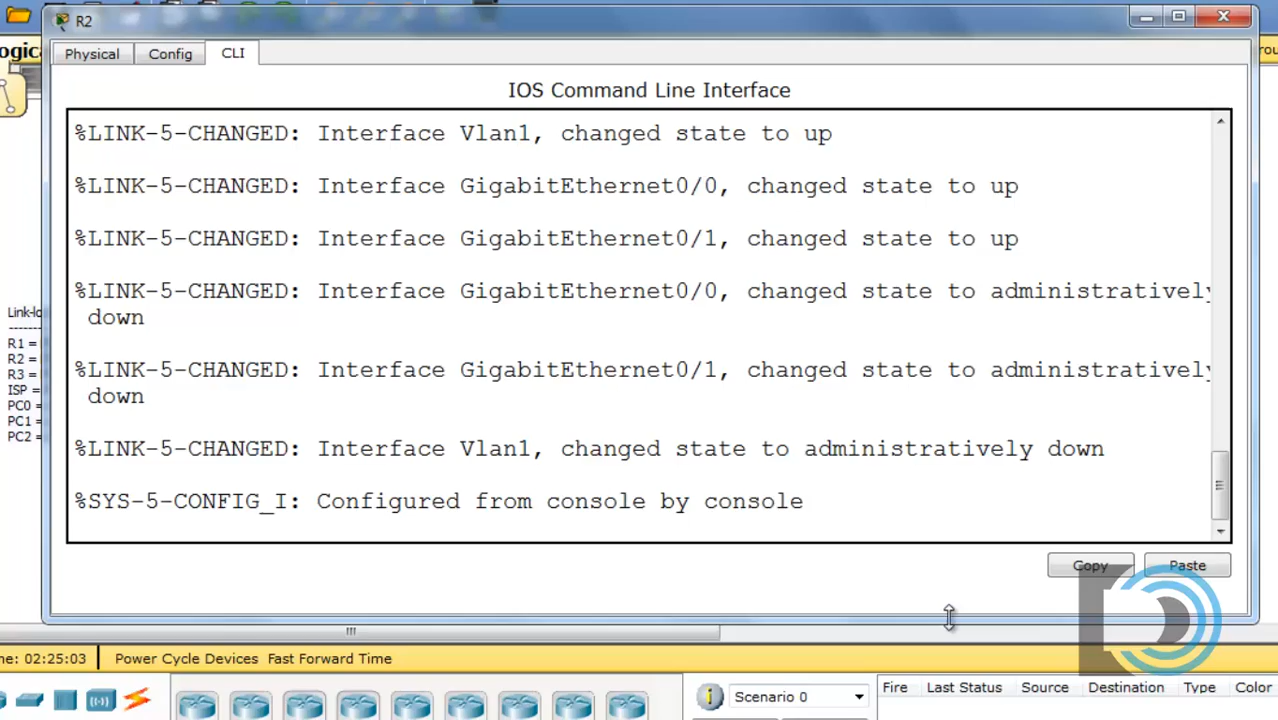 R2
Physical Config CLI
IOS Command Line Interface
%LINK-5-CHANGED: Interface Vlan1, changed state to up
%LINK-5-CHANGED: Interface GigabitEthernet0/0, changed state to up
%LINK-5-CHANGED: Interface GigabitEthernet0/1, changed state to up
%LINK-5-CHANGED: Interface GigabitEthernet0/0, changed state to administratively
down
%LINK-5-CHANGED: Interface GigabitEthernet0/1, changed state to administratively
down
%LINK-5-CHANGED: Interface Vlan1, changed state to administratively down
%SYS-5-CONFIG_I: Configured from console by console
Copy Paste
Link-lo
--------
R1 =
R2 =
R3 =
ISP =
PC0 =
PC1 =
PC2 =
ne: 02:25:03 Power Cycle Devices Fast Forward Time
Scenario 0
Fire Last Status Source Destination Type Color